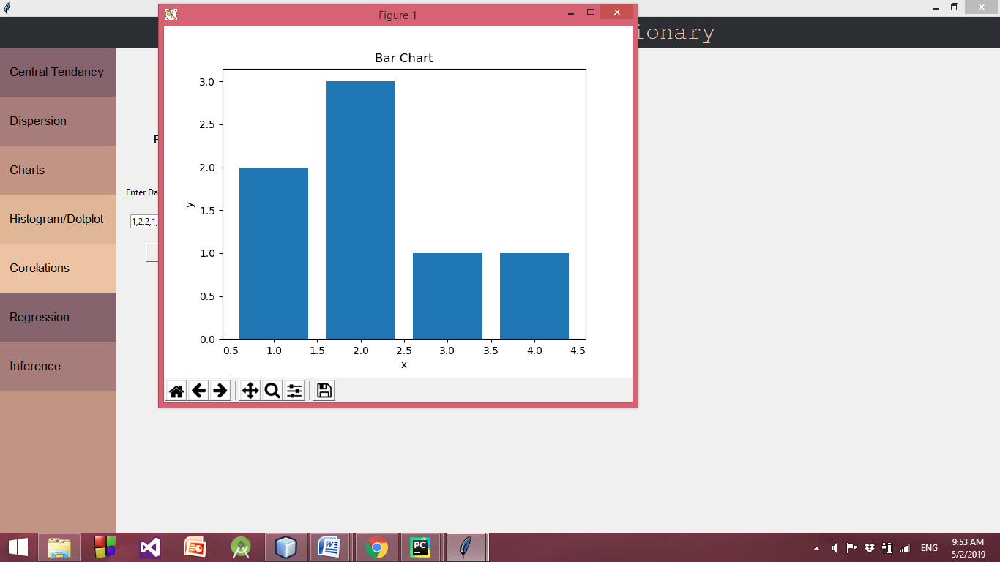 Figure 1
ionary
Central Tendancy
Dispersion
Charts
Histogram/Dotplot
Corelations
Regression
Inference
Enter Da
1,2,2,1,
Bar Chart
3.0
2.5
2.0
1.5
1.0
0.5
0.0
y
0.5 1.0 1.5 2.0 2.5 3.0 3.5 4.0 4.5
x
PC
ENG
9:53 AM
5/2/2019